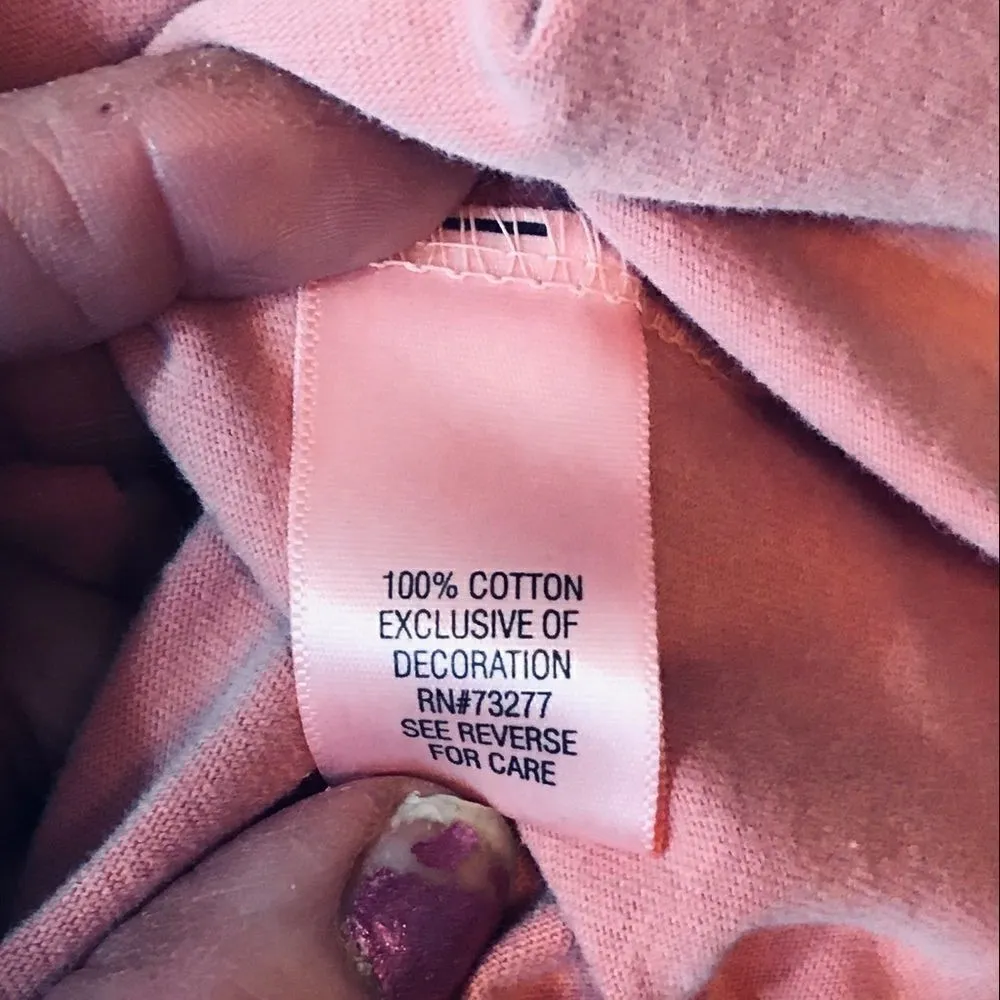 100% COTTON
EXCLUSIVE OF
DECORATION
RN#73277
SEE REVERSE
FOR CARE